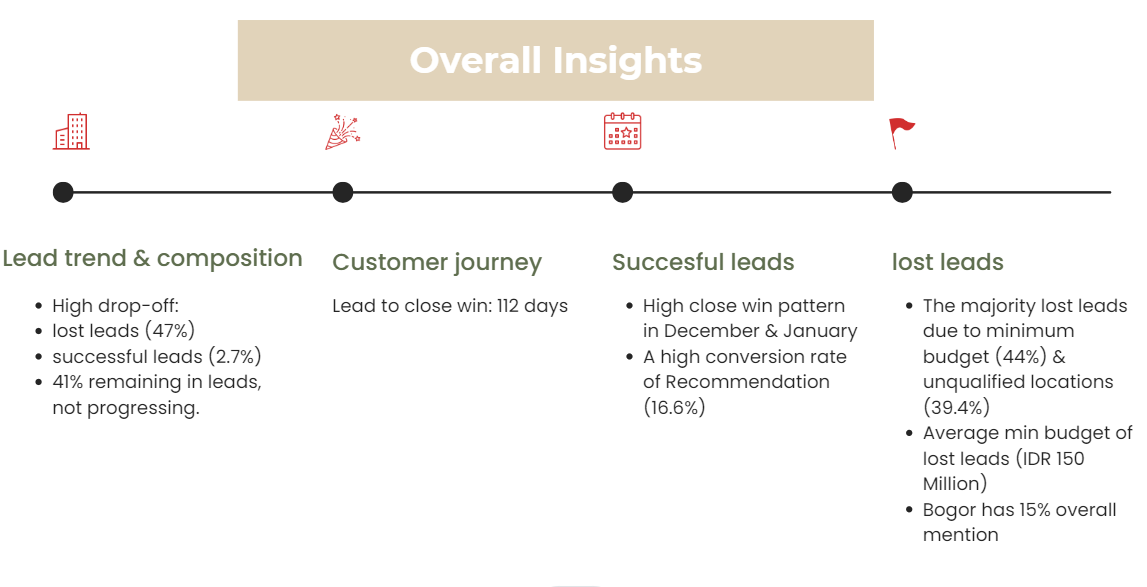 Overall Insights
Lead trend & composition
High drop-off:
lost leads (47%)
successful leads (2.7%)
41% remaining in leads,
not progressing.
Customer journey
Lead to close win: 112 days
Succesful leads
High close win pattern
in December & January
A high conversion rate
of Recommendation
(16.6%)
lost leads
The majority lost leads
due to minimum
budget (44%) &
unqualified locations
(39.4%)
Average min budget of
lost leads (IDR 150
Million)
Bogor has 15% overall
mention